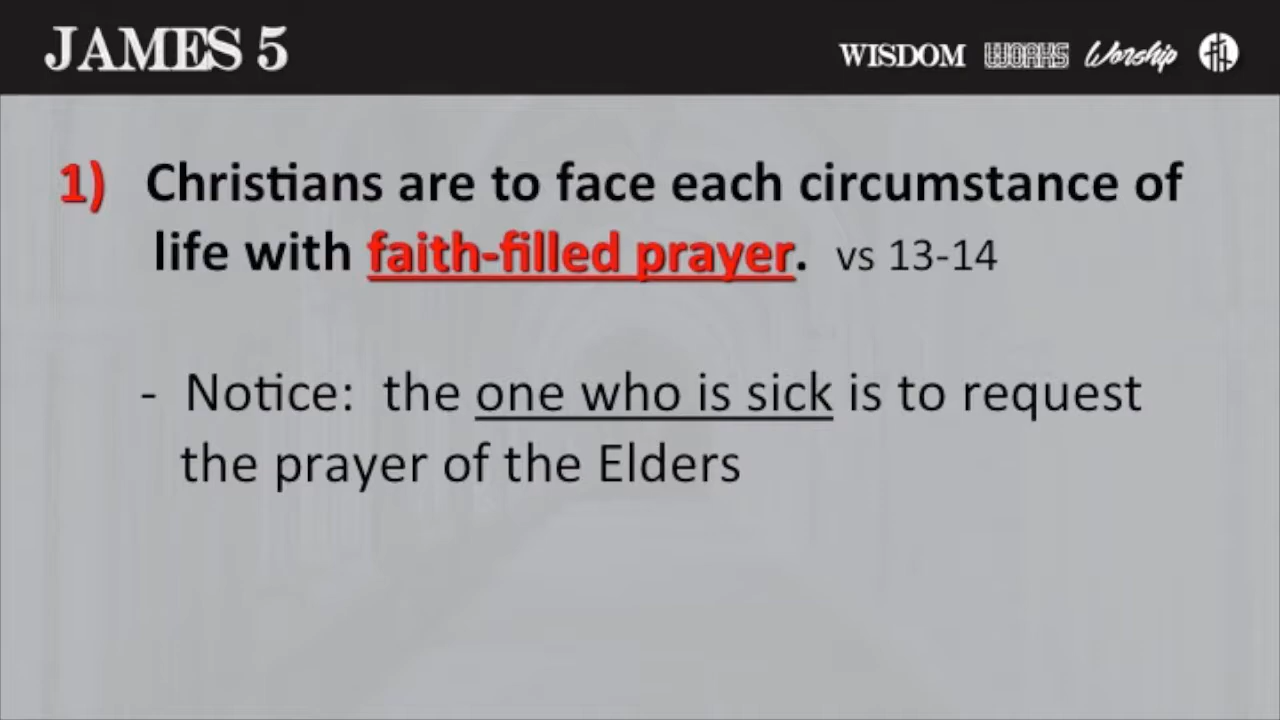 JAMES 5
WISDOM WORKS Worship
1) Christians are to face each circumstance of
life with faith-filled prayer. vs 13-14
- Notice: the one who is sick is to request
the prayer of the Elders